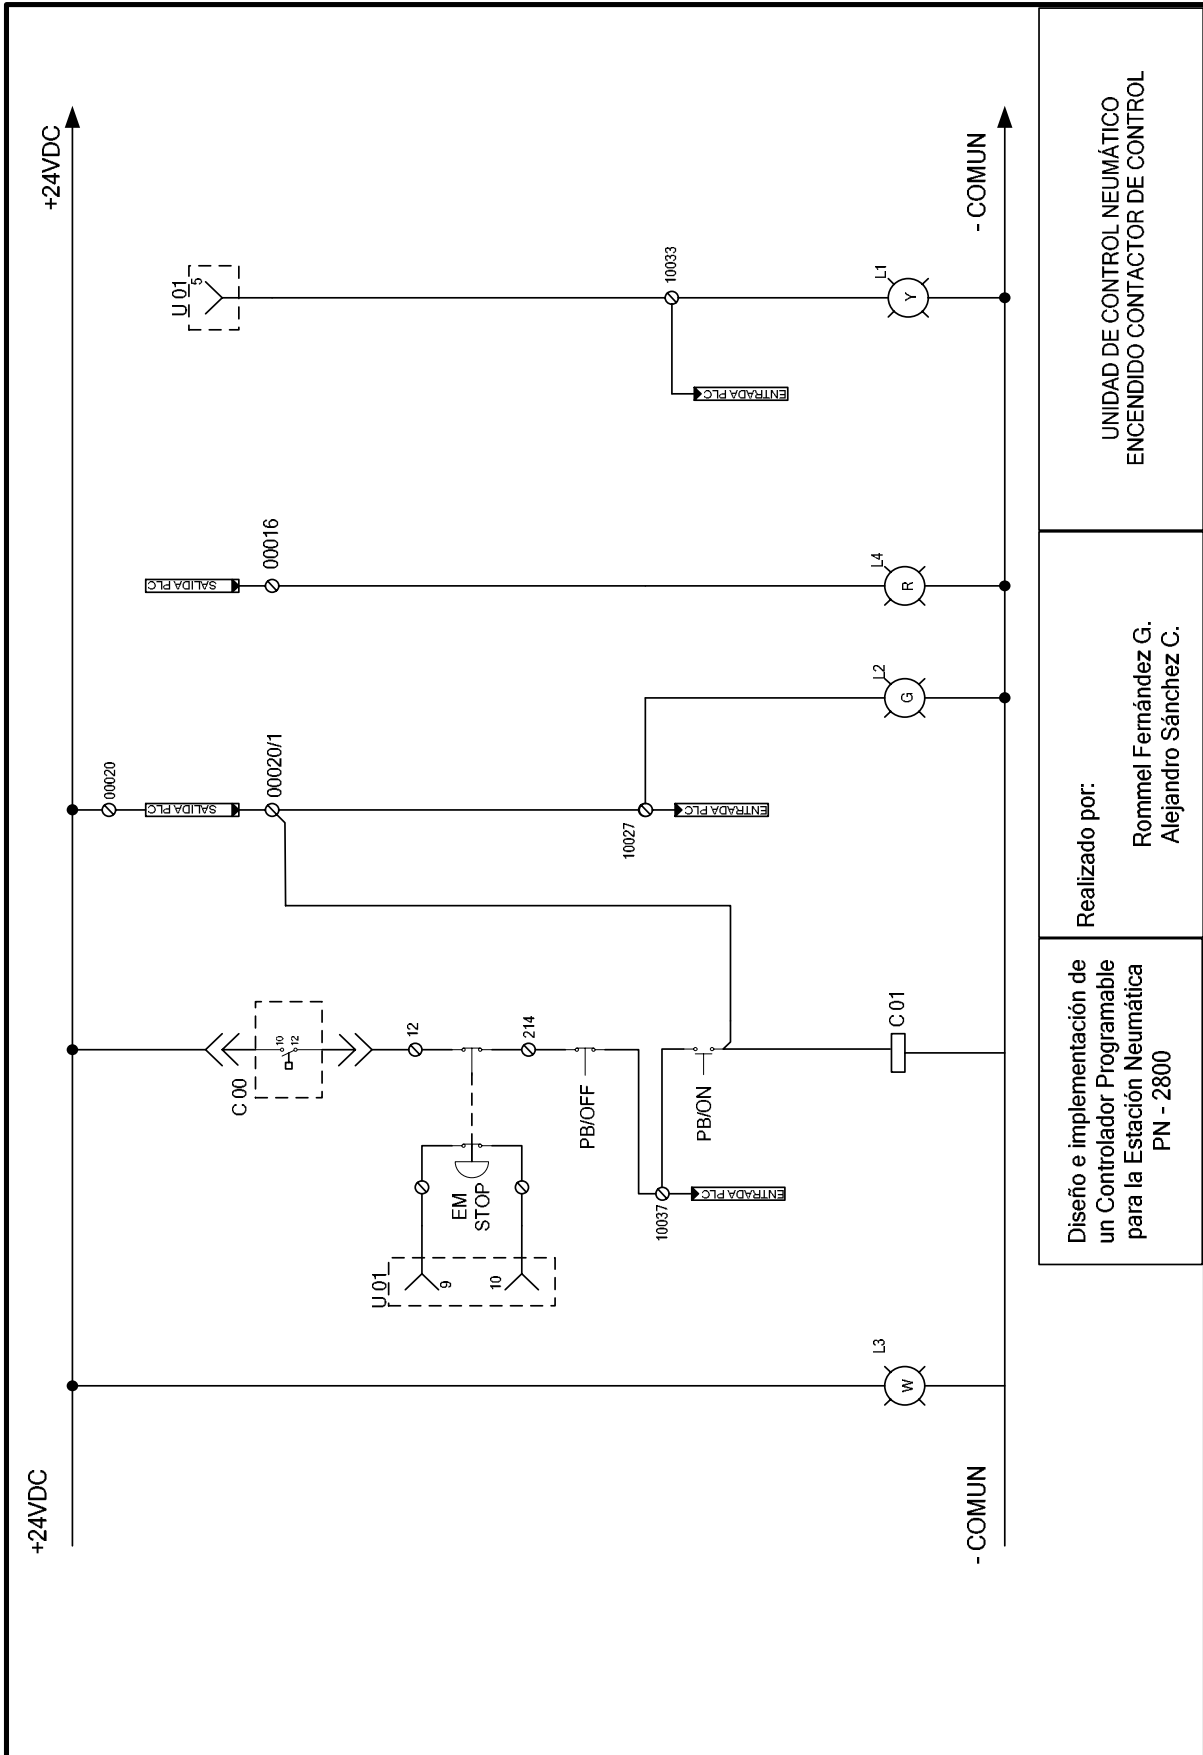 +24VDC
+24VDC
U 01
5
10033
ENTRADA PLC
L1
Y
SALIDA PLC
00016
L4
R
00020
SALIDA PLC
00020/1
10027
ENTRADA PLC
L2
G
C 00
10
12
12
214
EM
STOP
U 01
9
10
PB/OFF
10037
ENTRADA PLC
PB/ON
C 01
L3
W
- COMUN
- COMUN
Diseño e implementación de
un Controlador Programable
para la Estación Neumática
PN - 2800
Realizado por:
Rommel Fernández G.
Alejandro Sánchez C.
UNIDAD DE CONTROL NEUMÁTICO
ENCENDIDO CONTACTOR DE CONTROL